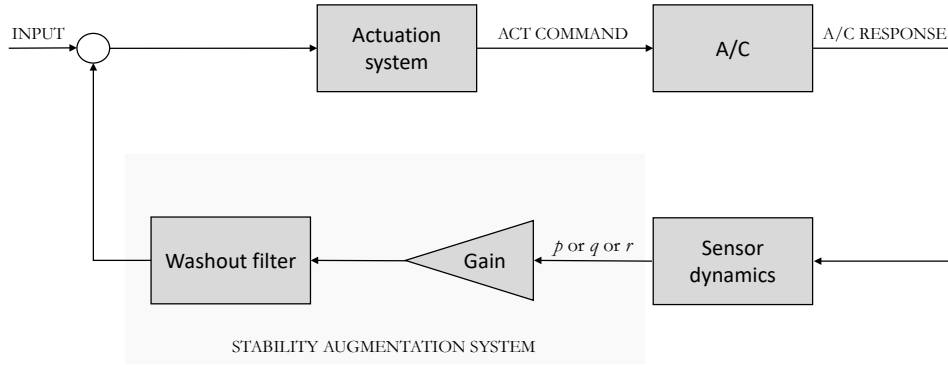 INPUT
Actuation
system
ACT COMMAND
A/C
A/C RESPONSE
Washout filter
Gain
p or q or r
Sensor
dynamics
STABILITY AUGMENTATION SYSTEM